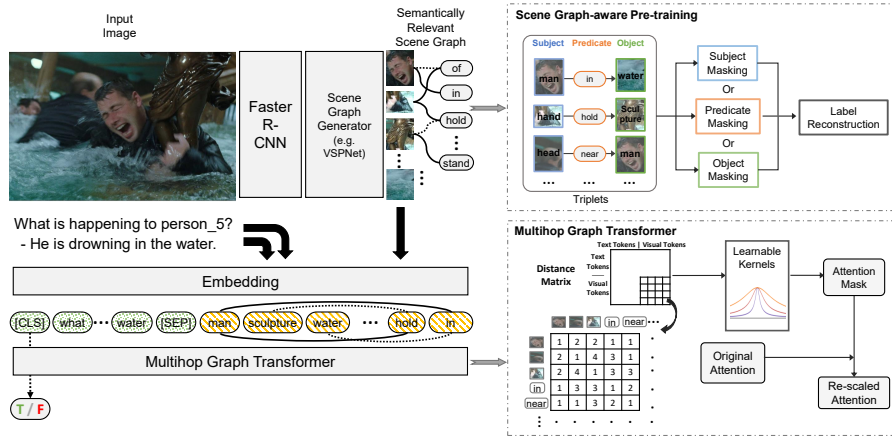 Input
Image
Faster
R-
CNN
Scene
Graph
Generator
(e.g.
VSPNet)
Semantically
Relevant
Scene Graph
of
in
hold
stand
What is happening to person_5?
- He is drowning in the water.
Embedding
[CLS] what ... water [SEP] man sculpture water ... hold in
Multihop Graph Transformer
T / F
Scene Graph-aware Pre-training
Subject Predicate Object
man in water
hand hold Scul
pture
head near man
... ... ...
Triplets
Subject
Masking
Or
Predicate
Masking
Or
Object
Masking
Label
Reconstruction
Multihop Graph Transformer
Text Tokens | Visual Tokens
Text
Tokens
Visual
Tokens
Distance
Matrix
in near ...
1 2 2 1 1
2 1 4 3 1
2 4 1 3 3
in 1 3 3 1 2
near 1 1 3 2 1
Learnable
Kernels
Attention
Mask
Original
Attention
Re-scaled
Attention